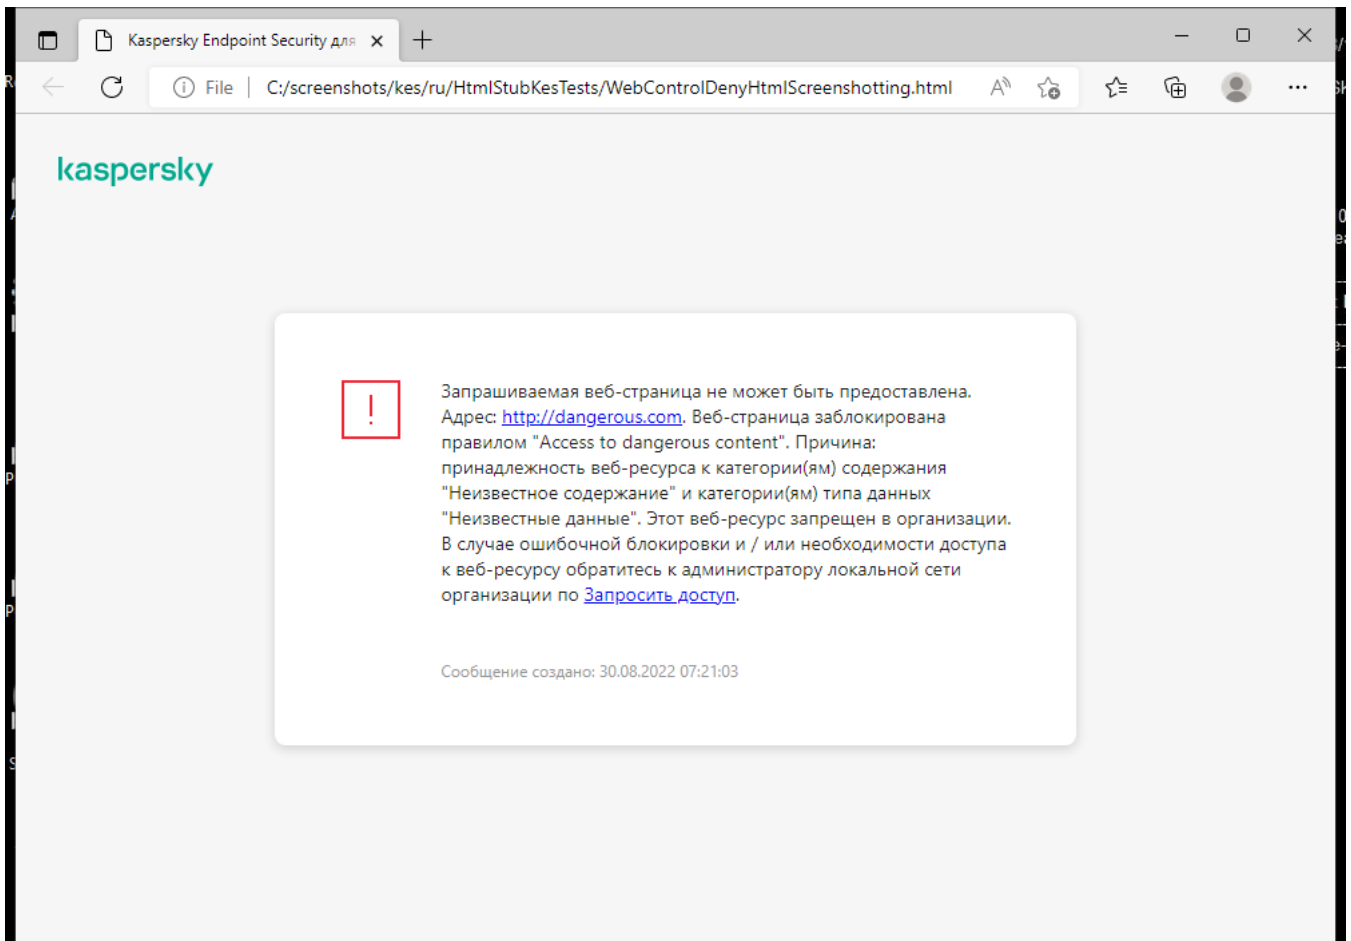 Kaspersky Endpoint Security для
File
C:/screenshots/kes/ru/HtmlStubKesTests/WebControlDenyHtmlScreenshotting.html
kaspersky
Запрашиваемая веб-страница не может быть предоставлена.
Адрес: http://dangerous.com. Веб-страница заблокирована
правилом "Access to dangerous content". Причина:
принадлежность веб-ресурса к категории(ям) содержания
"Неизвестное содержание" и категории(ям) типа данных
"Неизвестные данные". Этот веб-ресурс запрещен в организации.
В случае ошибочной блокировки и / или необходимости доступа
к веб-ресурсу обратитесь к администратору локальной сети
организации по Запросить доступ.
Сообщение создано: 30.08.2022 07:21:03